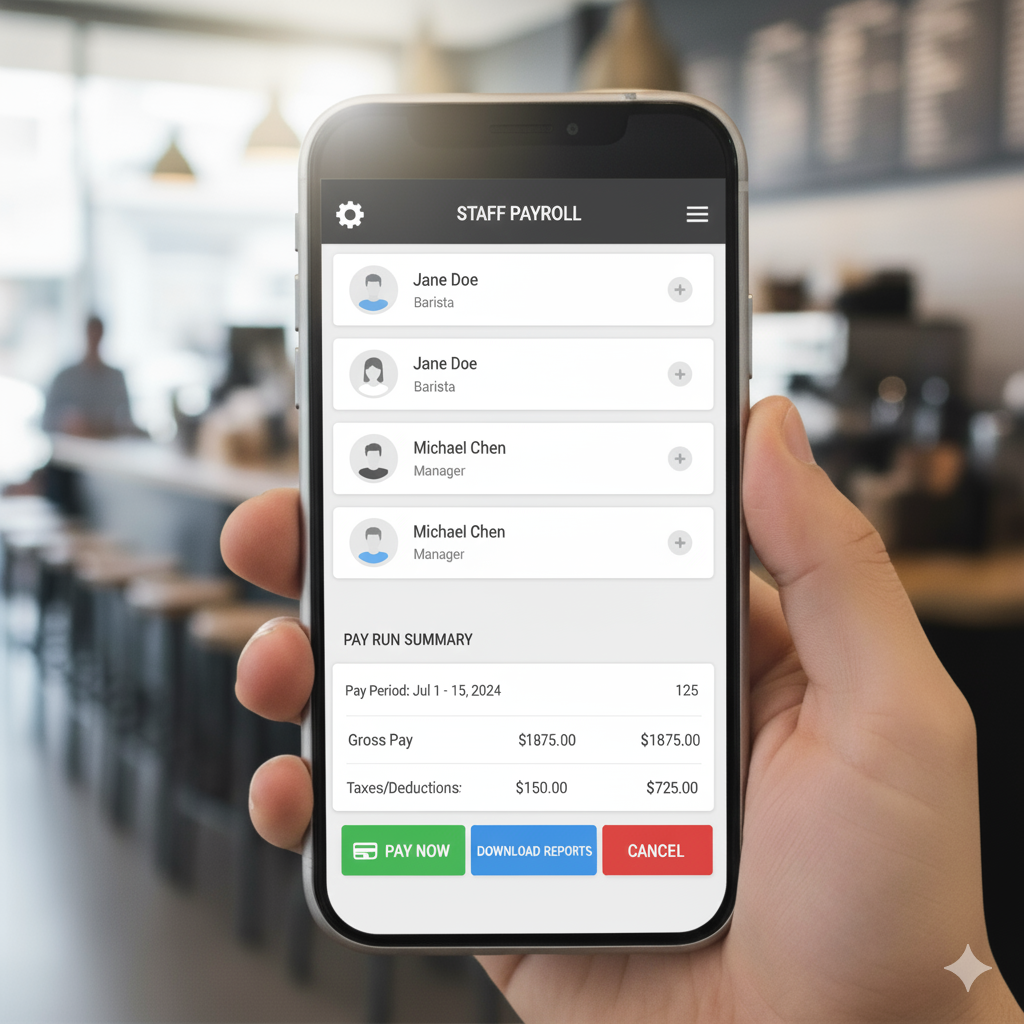 STAFF PAYROLL
Jane Doe
Barista
Jane Doe
Barista
Michael Chen
Manager
Michael Chen
Manager
PAY RUN SUMMARY
Pay Period: Jul 1 - 15, 2024 125
Gross Pay $1875.00 $1875.00
Taxes/Deductions: $150.00 $725.00
PAY NOW DOWNLOAD REPORTS CANCEL